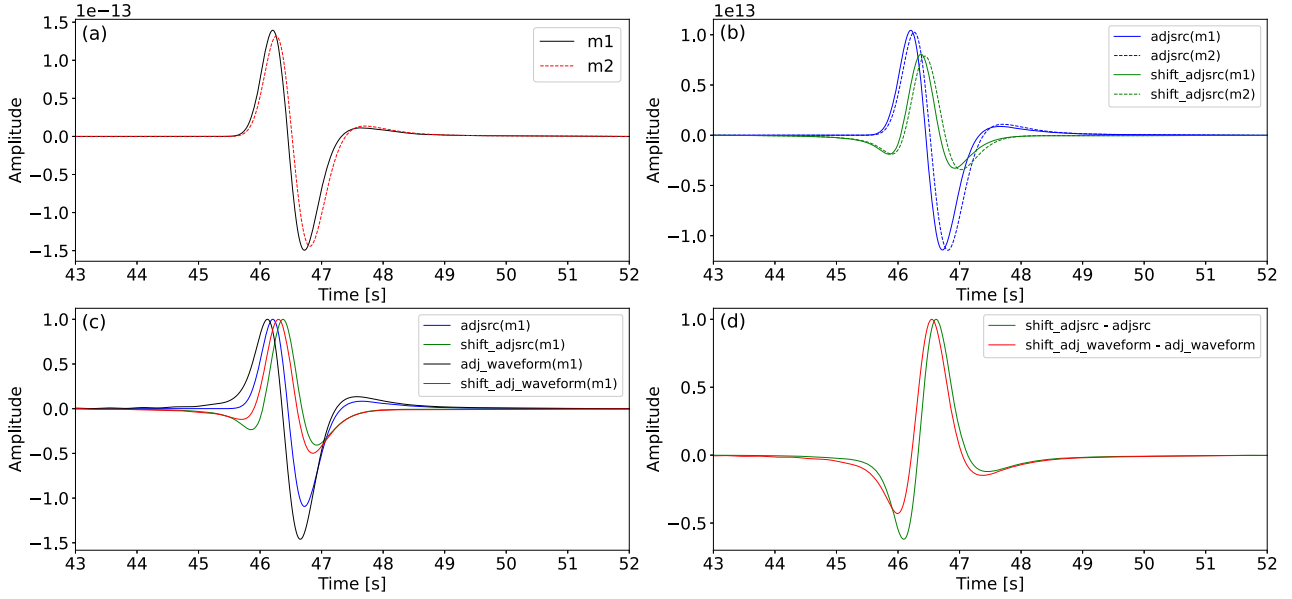 1e−13
(a)
m1
m2
1.5
1.0
0.5
0.0
−0.5
−1.0
−1.5
Amplitude
43 44 45 46 47 48 49 50 51 52
Time [s]
1e13
(b)
adjsrc(m1)
adjsrc(m2)
shift_adjsrc(m1)
shift_adjsrc(m2)
1.0
0.5
0.0
−0.5
−1.0
Amplitude
43 44 45 46 47 48 49 50 51 52
Time [s]
(c)
adjsrc(m1)
shift_adjsrc(m1)
adj_waveform(m1)
shift_adj_waveform(m1)
1.0
0.5
0.0
−0.5
−1.0
−1.5
Amplitude
43 44 45 46 47 48 49 50 51 52
Time [s]
(d)
shift_adjsrc - adjsrc
shift_adj_waveform - adj_waveform
1.0
0.5
0.0
−0.5
Amplitude
43 44 45 46 47 48 49 50 51 52
Time [s]